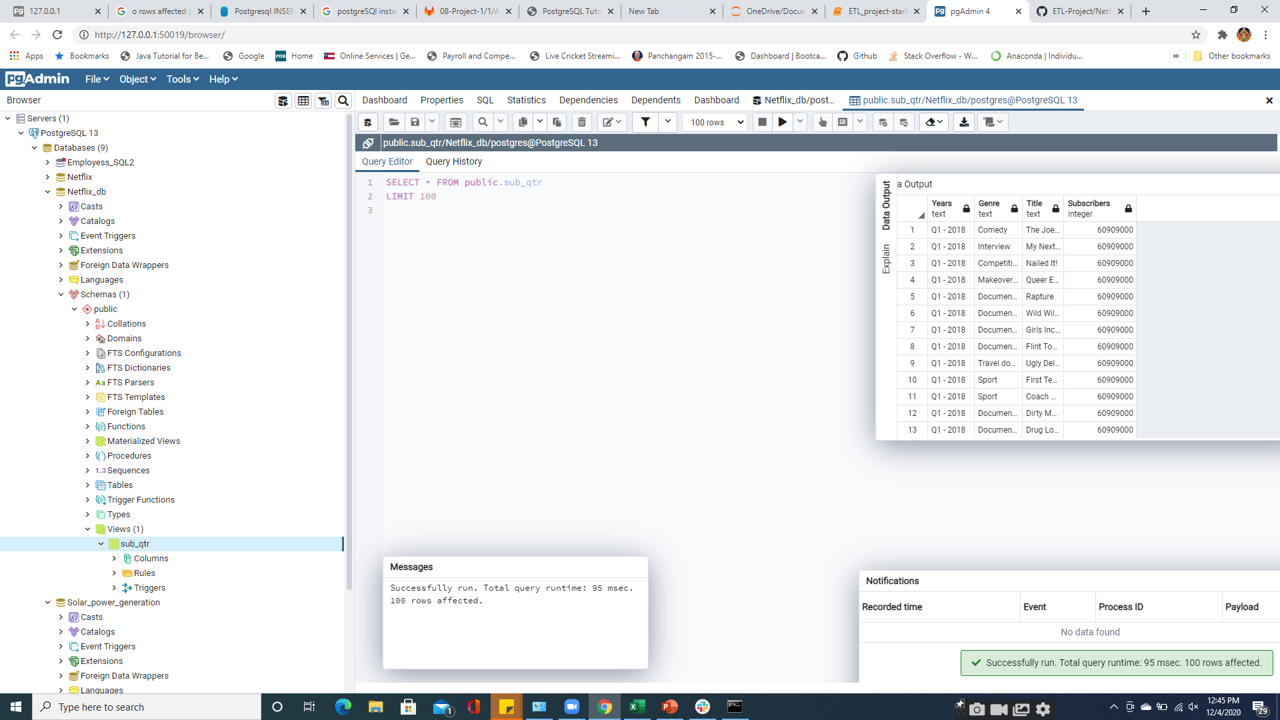 127.0.0.1
o rows affected p
Postgresql INSER
postgreSQl insta
08-Project-1/1/A
PostgreSQL Tuto
New Tab
OneDrive/Docum
ETL_project-start
pgAdmin 4
ETL-Project/Netf
http://127.0.0.1:50019/browser/
Apps
Bookmarks
Java Tutorial for Be...
Google
Home
Online Services | Ge...
Payroll and Compe...
Live Cricket Streami...
Panchangam 2015-...
Dashboard | Bootca...
Github
Stack Overflow - W...
Anaconda | Individu...
»
Other bookmarks
pgAdmin
File
Object
Tools
Help
Browser
Dashboard
Properties
SQL
Statistics
Dependencies
Dependents
Dashboard
Netflix_db/post...
public.sub_qtr/Netflix_db/postgres@PostgreSQL 13
Servers (1)
PostgreSQL 13
Databases (9)
Employess_SQL2
Netflix
Netflix_db
Casts
Catalogs
Event Triggers
Extensions
Foreign Data Wrappers
Languages
Schemas (1)
public
Collations
Domains
FTS Configurations
FTS Dictionaries
Aa FTS Parsers
FTS Templates
Foreign Tables
Functions
Materialized Views
Procedures
1..3 Sequences
Tables
Trigger Functions
Types
Views (1)
sub_qtr
Columns
Rules
Triggers
Solar_power_generation
Casts
Catalogs
Event Triggers
Extensions
Foreign Data Wrappers
Languages
100 rows
public.sub_qtr/Netflix_db/postgres@PostgreSQL 13
Query Editor
Query History
1 SELECT * FROM public.sub_qtr
2 LIMIT 100
3
Data Output
Explain
a Output
Years text
Genre text
Title text
Subscribers integer
1 Q1 - 2018 Comedy The Joe... 60909000
2 Q1 - 2018 Interview My Next... 60909000
3 Q1 - 2018 Competiti... Nailed It! 60909000
4 Q1 - 2018 Makeover... Queer E... 60909000
5 Q1 - 2018 Documen... Rapture 60909000
6 Q1 - 2018 Documen... Wild Wil... 60909000
7 Q1 - 2018 Documen... Girls Inc... 60909000
8 Q1 - 2018 Documen... Flint To... 60909000
9 Q1 - 2018 Travel do... Ugly Del... 60909000
10 Q1 - 2018 Sport First Te... 60909000
11 Q1 - 2018 Sport Coach ... 60909000
12 Q1 - 2018 Documen... Dirty M... 60909000
13 Q1 - 2018 Documen... Drug Lo... 60909000
Messages
Successfully run. Total query runtime: 95 msec.
100 rows affected.
Notifications
Recorded time
Event
Process ID
Payload
No data found
Successfully run. Total query runtime: 95 msec. 100 rows affected.
Type here to search
12:45 PM
12/4/2020